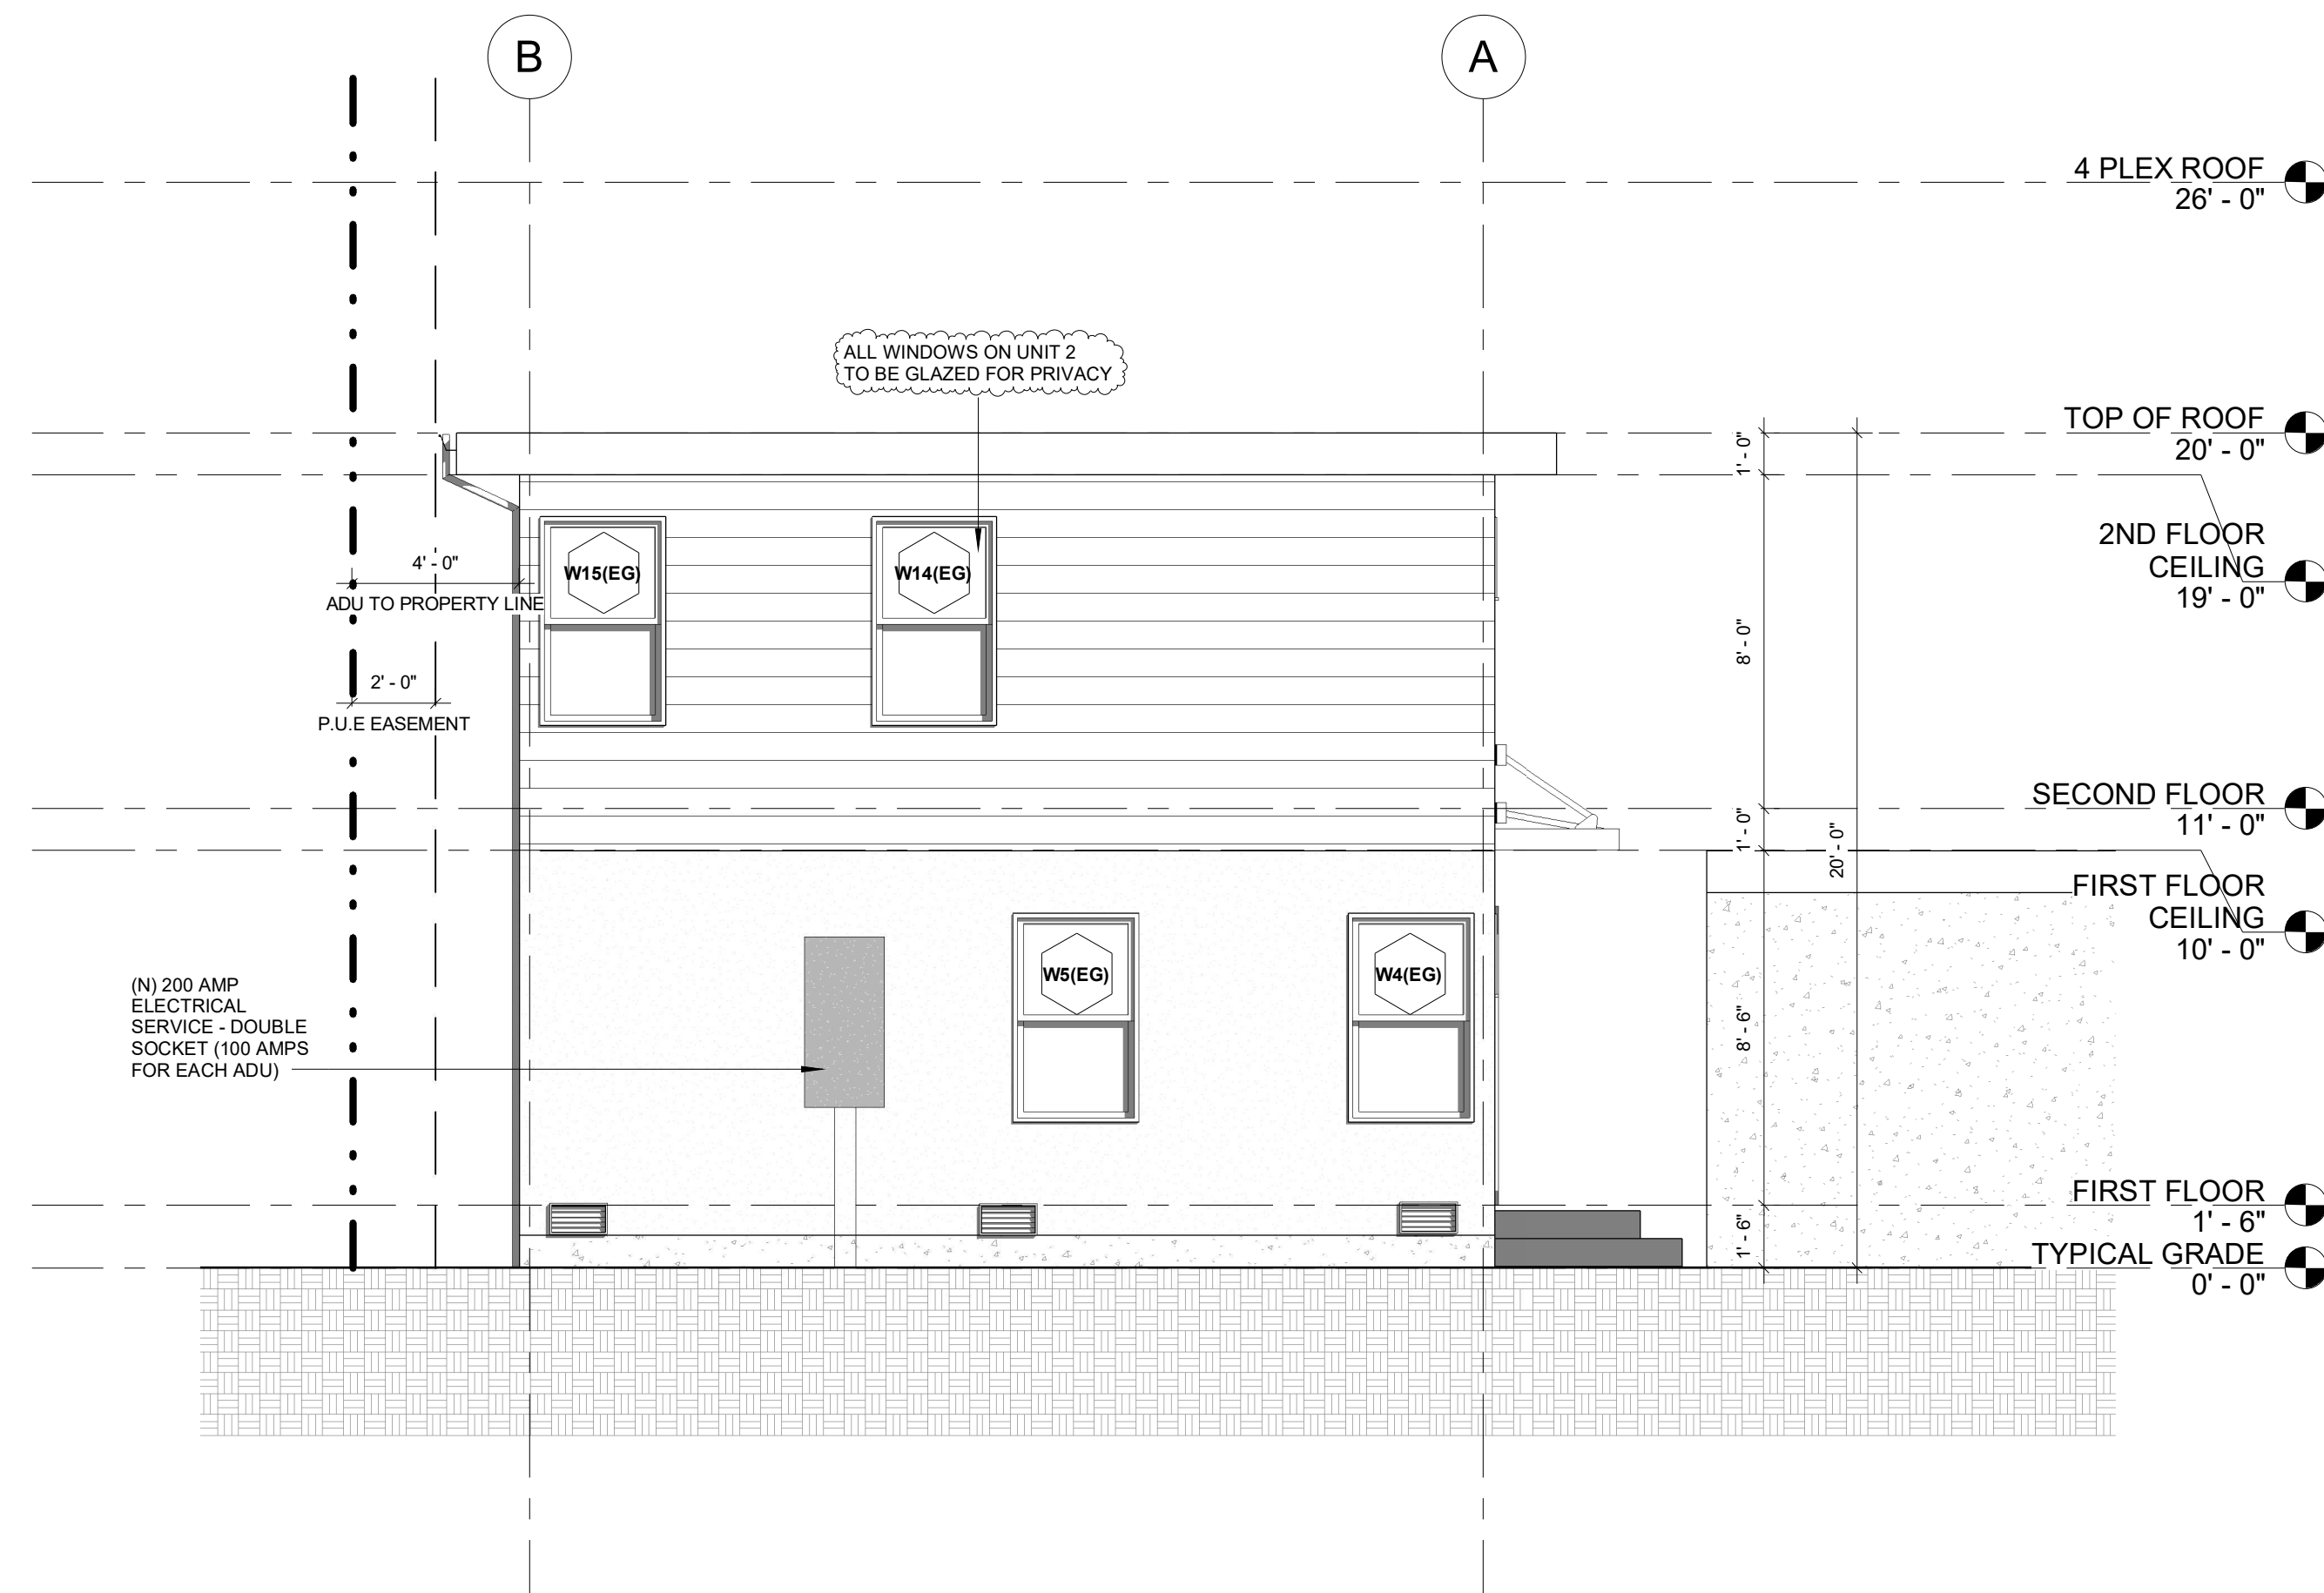 B
A
4 PLEX ROOF
26' - 0"
ALL WINDOWS ON UNIT 2
TO BE GLAZED FOR PRIVACY
TOP OF ROOF
20' - 0"
1' - 0"
2ND FLOOR
CEILING
19' - 0"
4' - 0"
ADU TO PROPERTY LINE
W15(EG)
W14(EG)
8' - 0"
2' - 0"
P.U.E EASEMENT
SECOND FLOOR
11' - 0"
1' - 0"
20' - 0"
FIRST FLOOR
CEILING
10' - 0"
(N) 200 AMP
ELECTRICAL
SERVICE - DOUBLE
SOCKET (100 AMPS
FOR EACH ADU)
W5(EG)
W4(EG)
8' - 6"
FIRST FLOOR
1' - 6"
1' - 6"
TYPICAL GRADE
0' - 0"